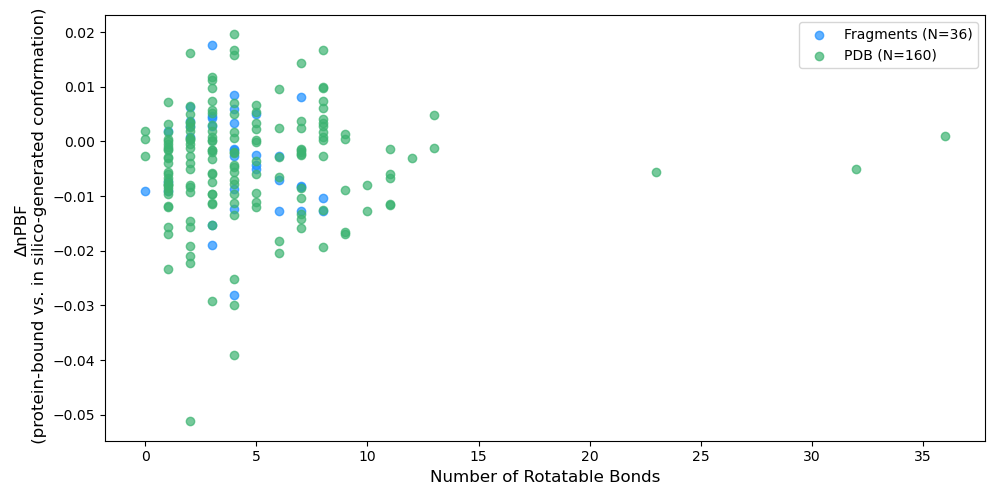 0.02
0.01
0.00
−0.01
−0.02
−0.03
−0.04
−0.05
ΔnPBF
(protein-bound vs. in silico-generated conformation)
Fragments (N=36)
PDB (N=160)
0 5 10 15 20 25 30 35
Number of Rotatable Bonds